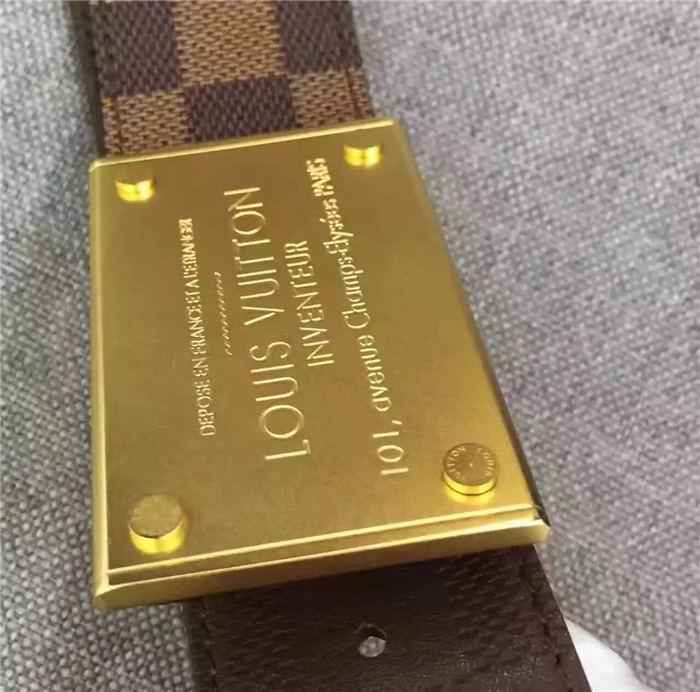 DEPOSE EN FRANCE ET A L'ETRANGER
LOUIS VUITTON
INVENTEUR
101, avenue Champs-Elysées PARIS